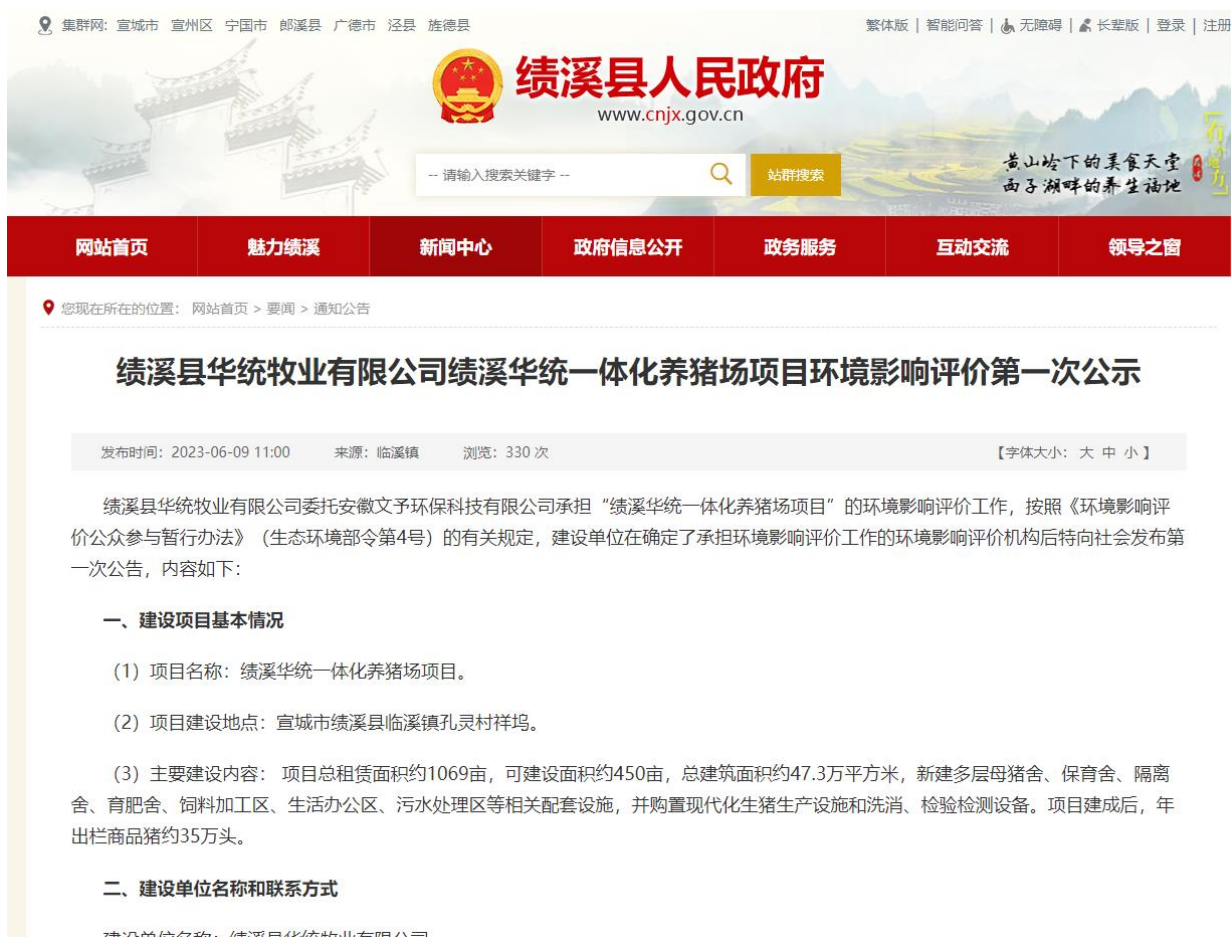 集群网: 宣城市 宣州区 宁国市 郎溪县 广德市 泾县 旌德县
繁体版 | 智能问答 | 无障碍 | 长辈版 | 登录 | 注册
绩溪县人民政府
www.cnjx.gov.cn
-- 请输入搜索关键字 --
站群搜索
黄山岭下的美食天堂
西子湖畔的养生福地
网站首页 魅力绩溪 新闻中心 政府信息公开 政务服务 互动交流 领导之窗
您现在所在的位置: 网站首页 > 要闻 > 通知公告
绩溪县华统牧业有限公司绩溪华统一体化养猪场项目环境影响评价第一次公示
发布时间: 2023-06-09 11:00 来源: 临溪镇 浏览: 330 次 【字体大小: 大 中 小 】
绩溪县华统牧业有限公司委托安徽文予环保科技有限公司承担“绩溪华统一体化养猪场项目”的环境影响评价工作，按照《环境影响评
价公众参与暂行办法》（生态环境部令第4号）的有关规定，建设单位在确定了承担环境影响评价工作的环境影响评价机构后特向社会发布第
一次公告，内容如下：
一、建设项目基本情况
（1）项目名称：绩溪华统一体化养猪场项目。
（2）项目建设地点：宣城市绩溪县临溪镇孔灵村祥坞。
（3）主要建设内容： 项目总租赁面积约1069亩，可建设面积约450亩，总建筑面积约47.3万平方米，新建多层母猪舍、保育舍、隔离
舍、育肥舍、饲料加工区、生活办公区、污水处理区等相关配套设施，并购置现代化生猪生产设施和洗消、检验检测设备。项目建成后，年
出栏商品猪约35万头。
二、建设单位名称和联系方式
建设单位名称：绩溪县华统牧业有限公司